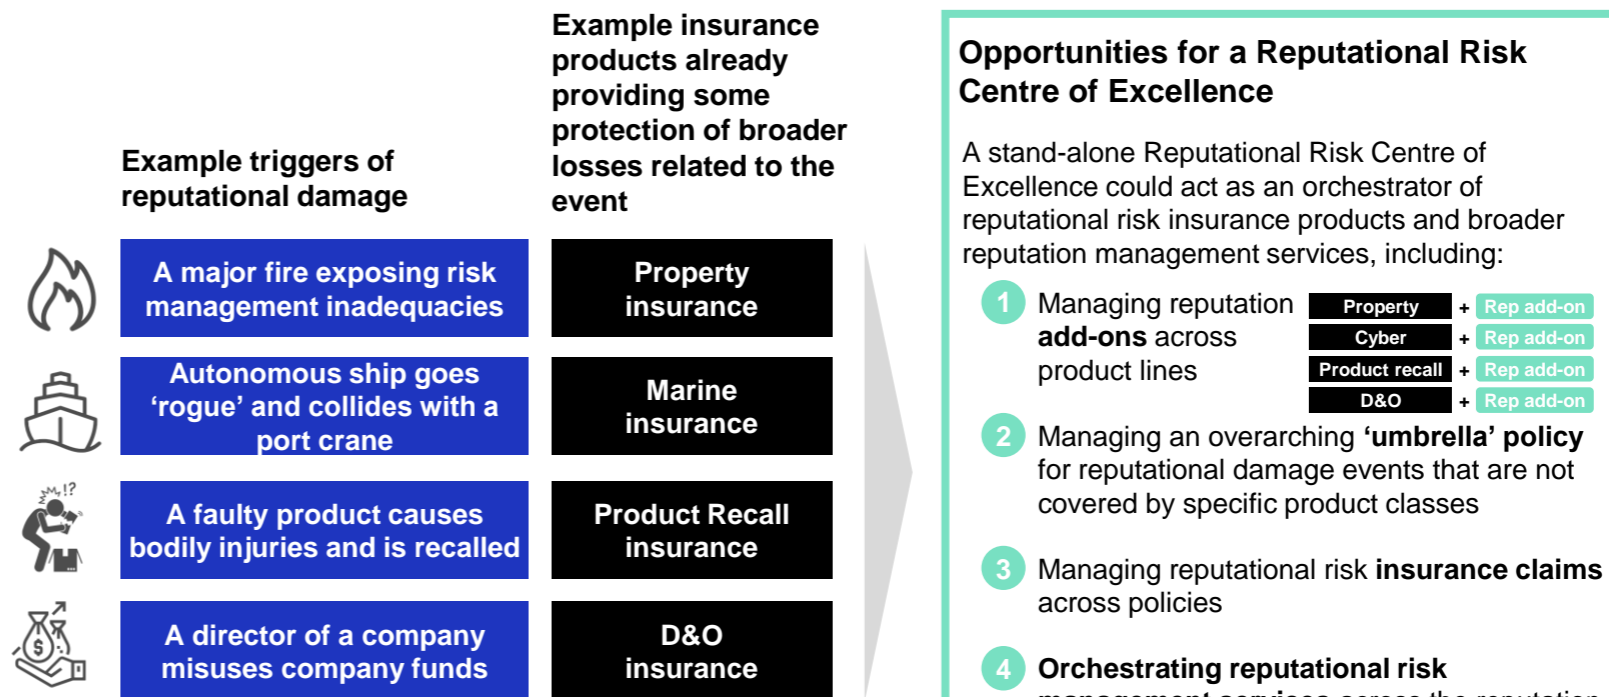 Example triggers of
reputational damage
Example insurance
products already
providing some
protection of broader
losses related to the
event
A major fire exposing risk
management inadequacies
Property
insurance
Autonomous ship goes
‘rogue’ and collides with a
port crane
Marine
insurance
!?
A faulty product causes
bodily injuries and is recalled
Product Recall
insurance
$
A director of a company
misuses company funds
D&O
insurance
Opportunities for a Reputational Risk
Centre of Excellence
A stand-alone Reputational Risk Centre of
Excellence could act as an orchestrator of
reputational risk insurance products and broader
reputation management services, including:
1 Managing reputation
add-ons across
product lines
Property + Rep add-on
Cyber + Rep add-on
Product recall + Rep add-on
D&O + Rep add-on
2 Managing an overarching ‘umbrella’ policy
for reputational damage events that are not
covered by specific product classes
3 Managing reputational risk insurance claims
across policies
4 Orchestrating reputational risk
management services across the reputation